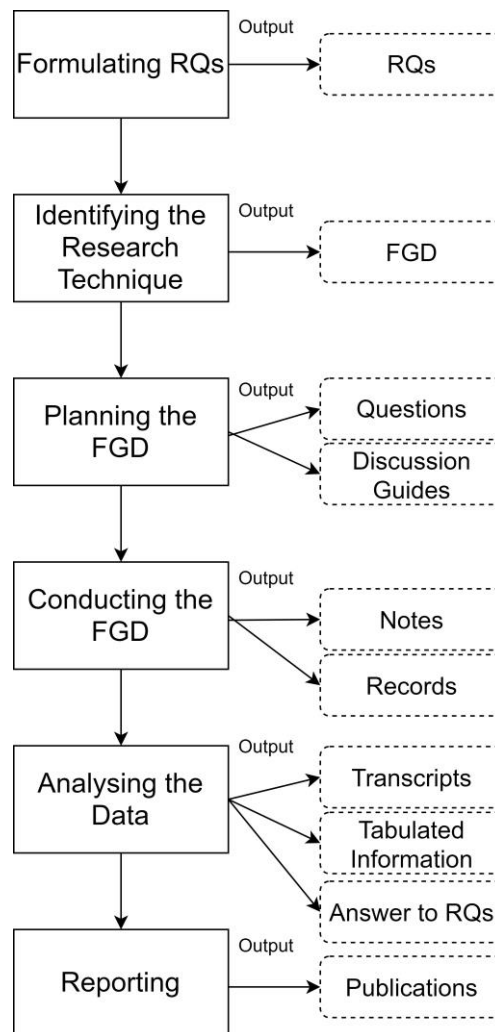 Formulating RQs
Output
RQs
Identifying the
Research
Technique
Output
FGD
Planning the
FGD
Output
Questions
Discussion
Guides
Conducting the
FGD
Output
Notes
Records
Analysing the
Data
Output
Transcripts
Tabulated
Information
Answer to RQs
Reporting
Output
Publications